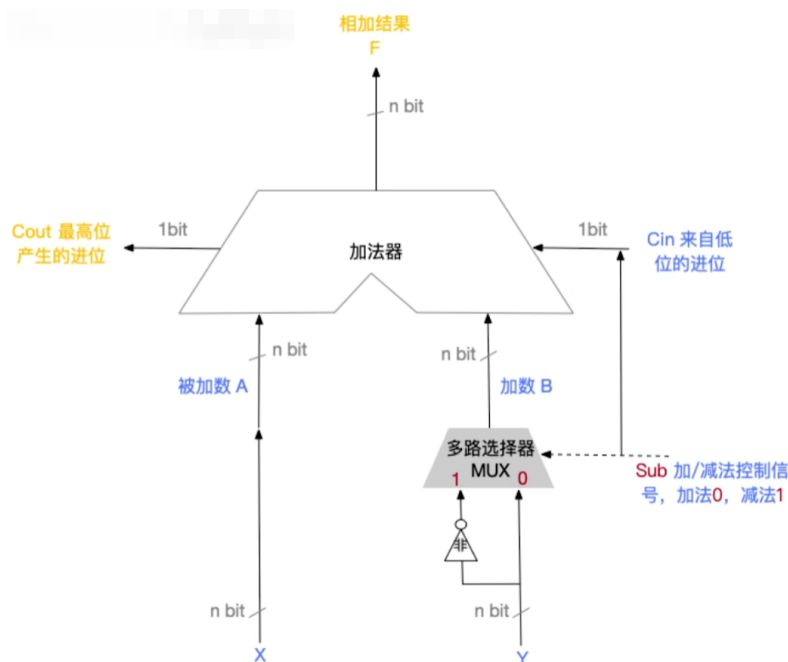 相加结果
F
n bit
Cout 最高位
产生的进位
1bit
加法器
1bit
Cin 来自低
位的进位
n bit
n bit
被加数 A
加数 B
多路选择器
MUX
1
0
Sub 加/减法控制信
号，加法0，减法1
非
n bit
n bit
X
Y